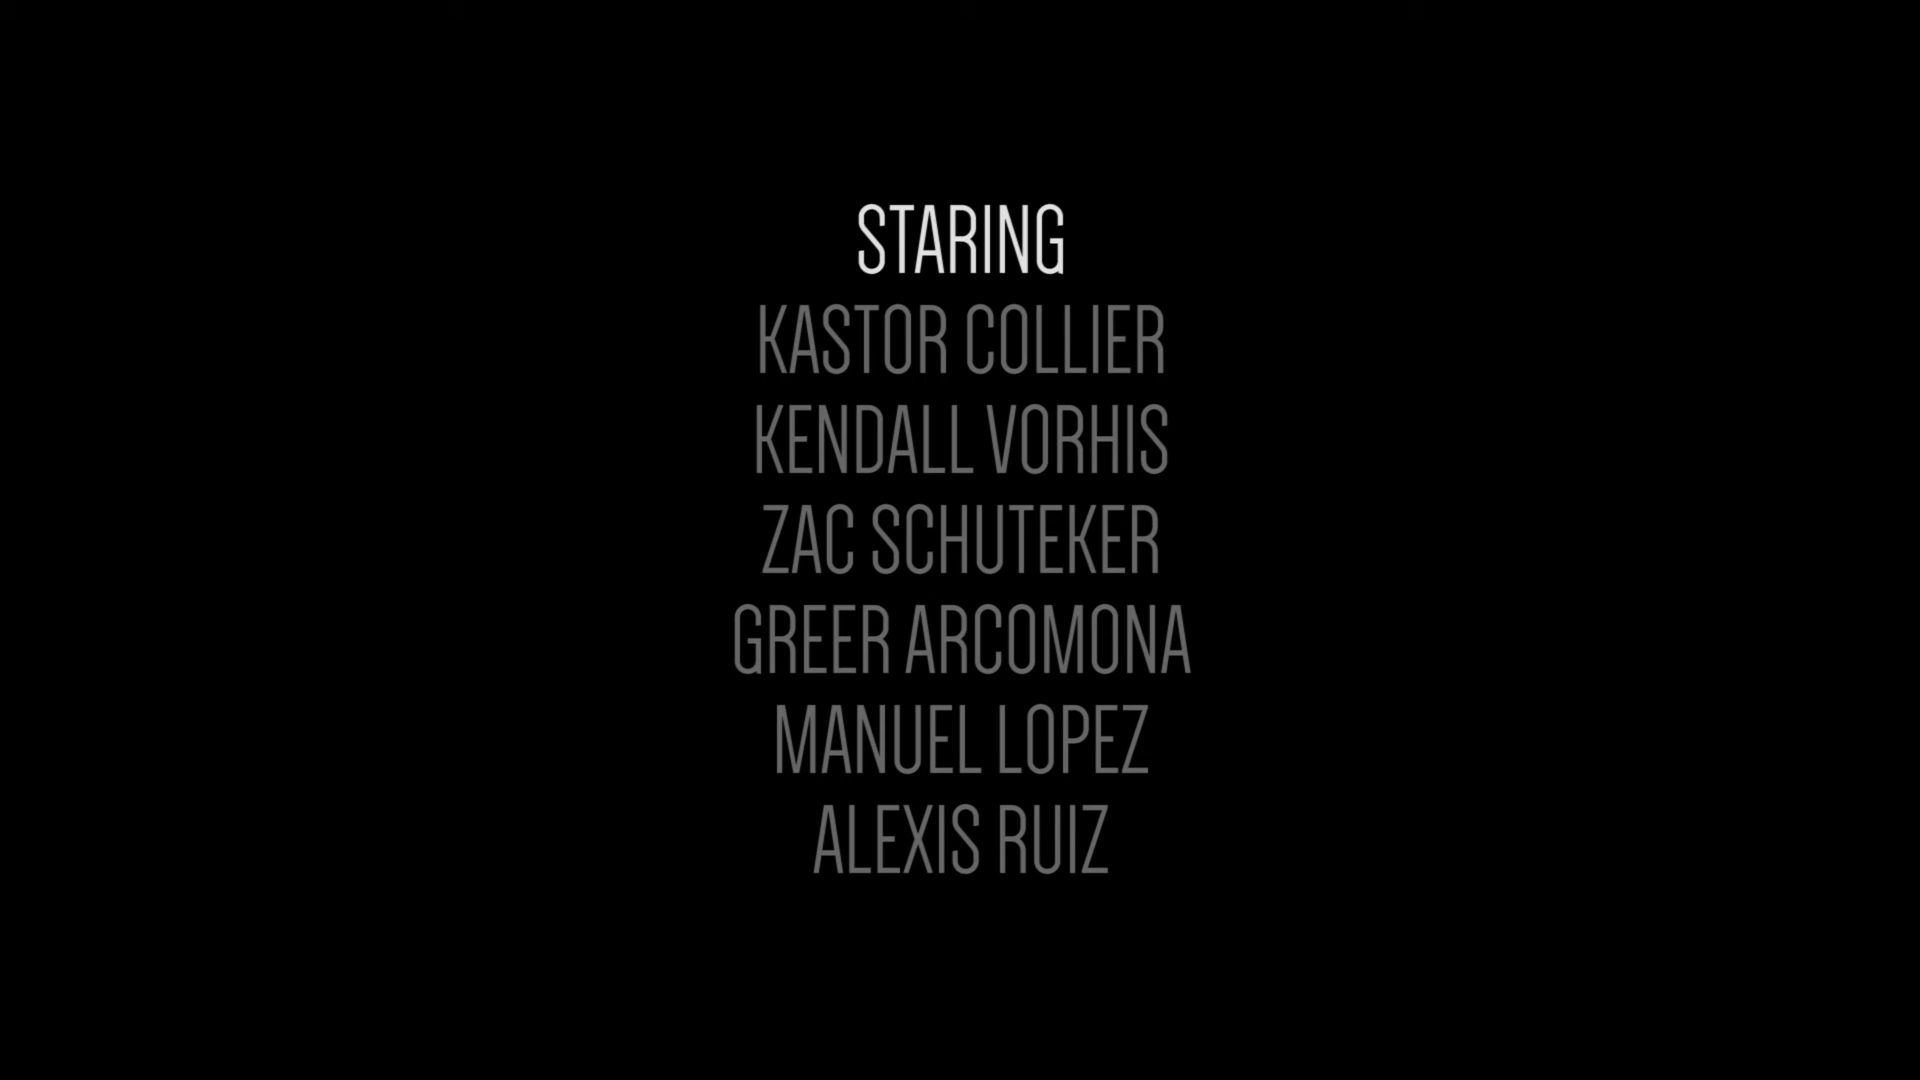 STARING
KASTOR COLLIER
KENDALL VORHIS
ZAC SCHUTEKER
GREER ARCOMONA
MANUEL LOPEZ
ALEXIS RUIZ